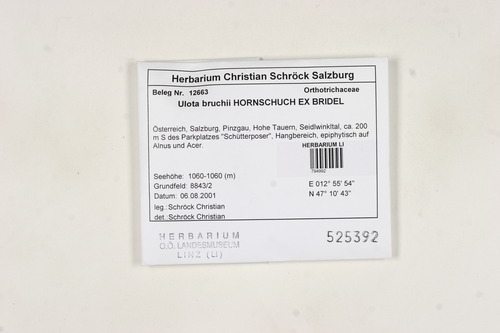 Herbarium Christian Schröck Salzburg
Beleg Nr. 12663 Orthotrichaceae
Ulota bruchii HORNSCHUCH EX BRIDEL
Österreich, Salzburg, Pinzgau, Hohe Tauern, Seidlwinkltal, ca. 200
m S des Parkplatzes "Schütterposer", Hangbereich, epiphytisch auf
Alnus und Acer.
HERBARIUM LI
794992
Seehöhe: 1060-1060 (m)
Grundfeld: 8843/2
Datum: 06.08.2001
E 012° 55' 54"
N 47° 10' 43"
leg.: Schröck Christian
det.: Schröck Christian
HERBARIUM
O.Ö. LANDESMUSEUM
LINZ (LI)
525392